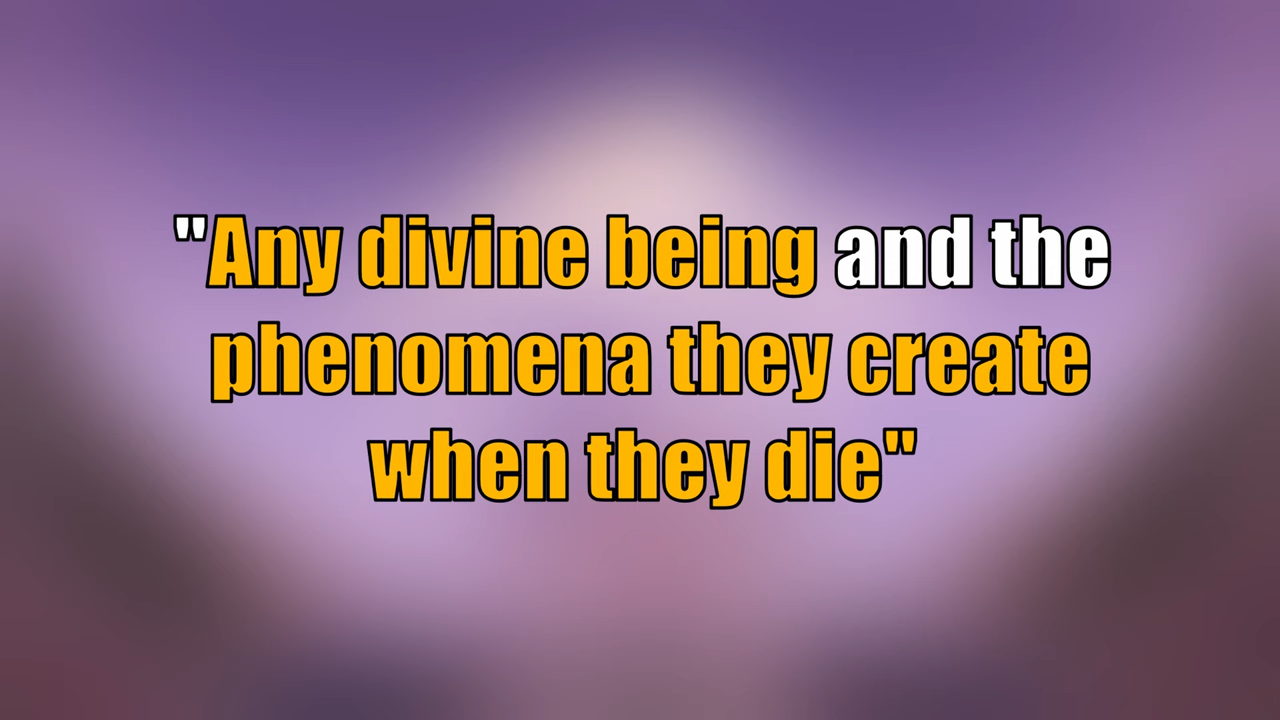 "Any divine being and the
phenomena they create
when they die"